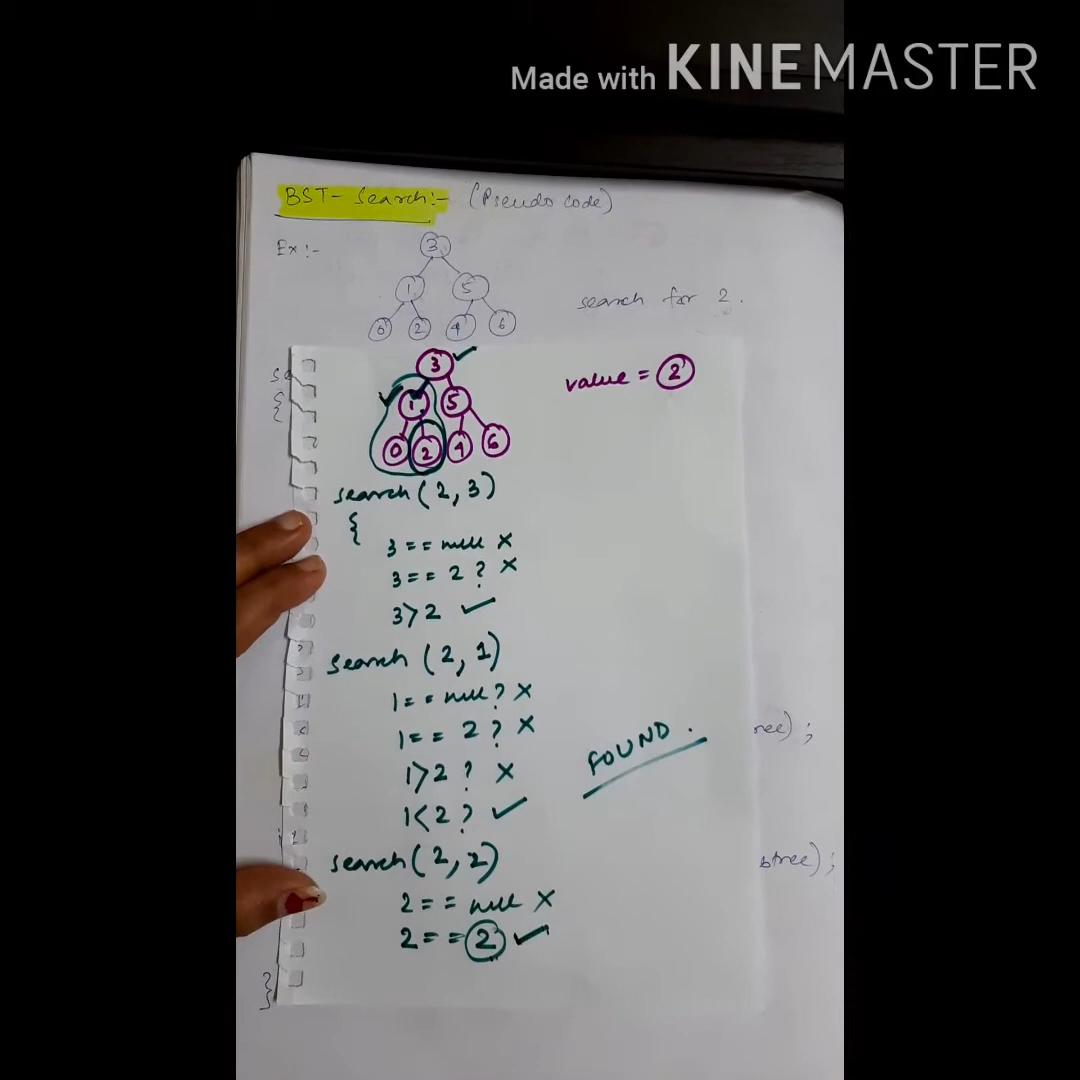 Made with KINEMASTER
BST- Search:- (Pseudo code)
Ex:-
3
1 5
0 2 4 6
search for 2.
3
1 5
0 2 4 6
value = 2
search (2, 3)
{
3 == null X
3 == 2 ? X
3 > 2 ✓
search (2, 1)
1 == null ? X
1 == 2 ? X
1 > 2 ? X
1 < 2 ? ✓
FOUND.
ree) ;
search (2, 2)
btree) ;
2 == null X
2 == 2 ✓
}